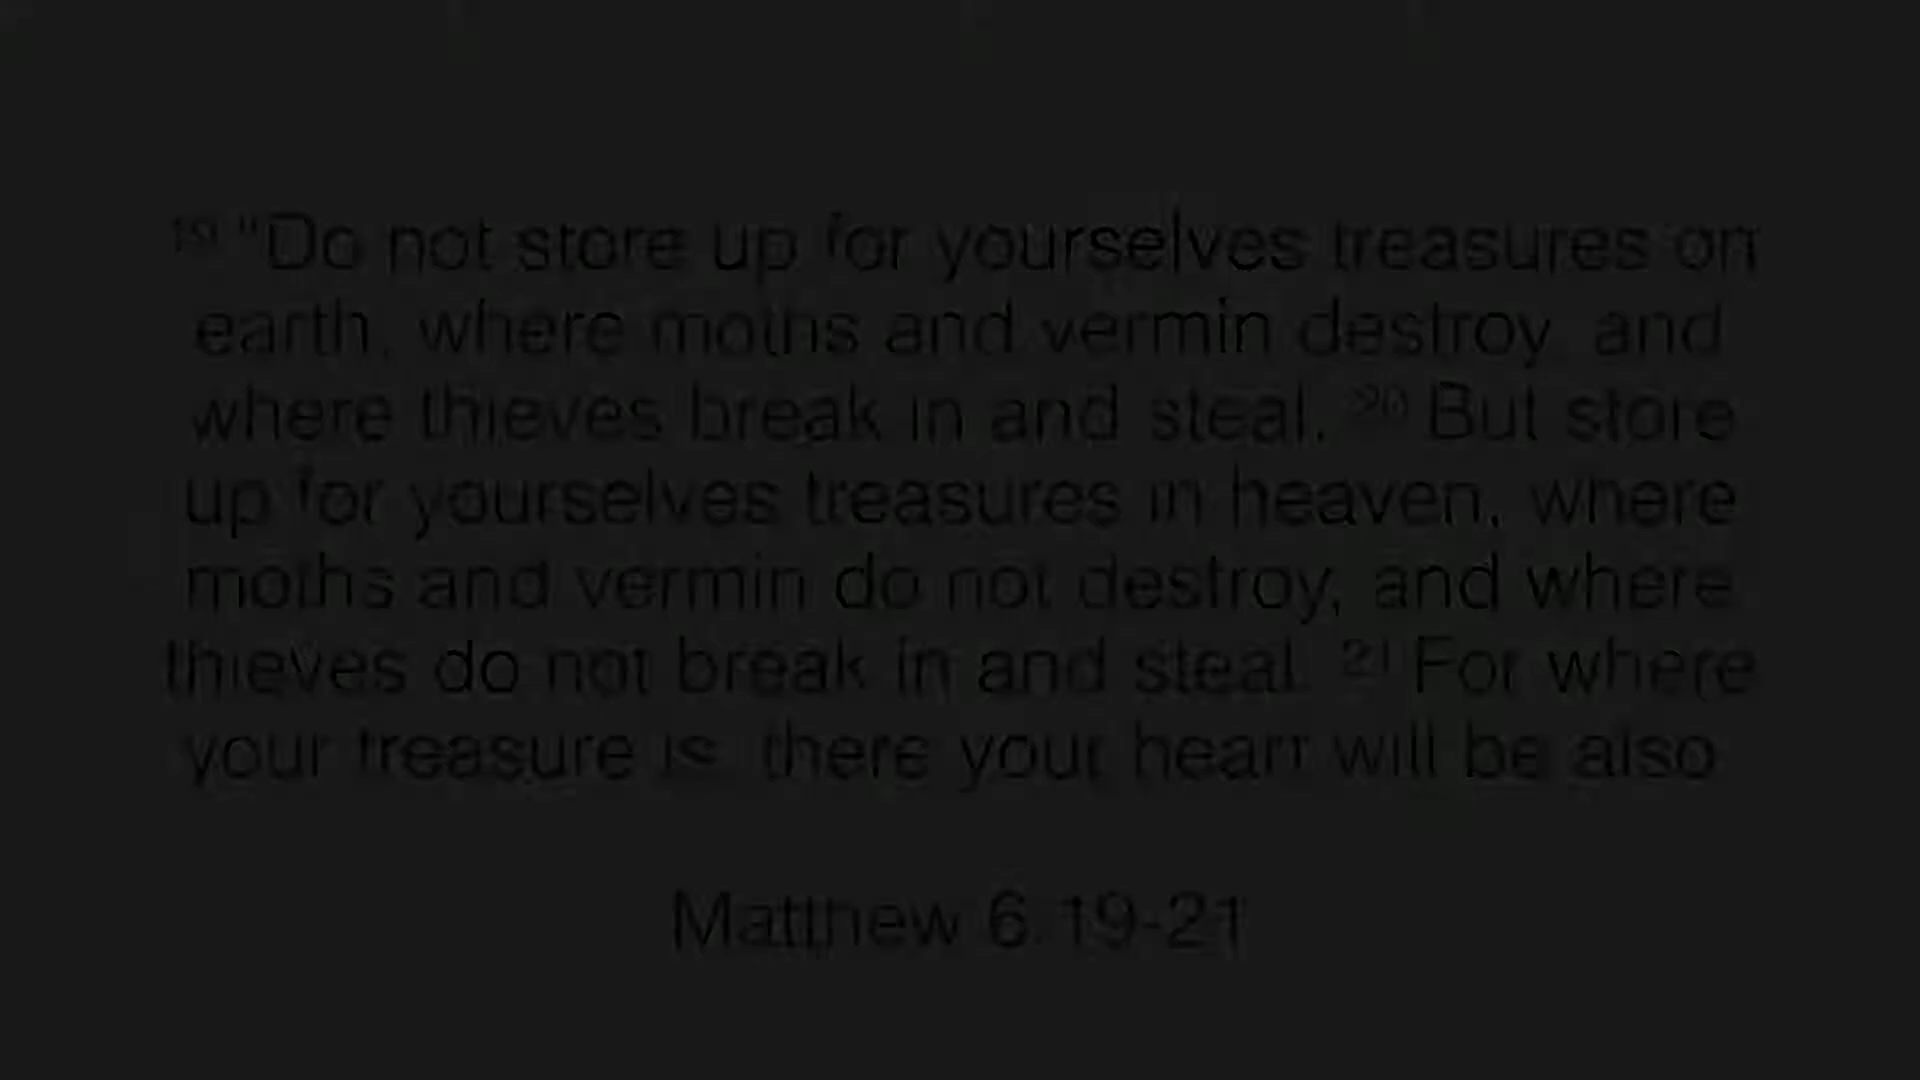 19 "Do not store up for yourselves treasures on
earth, where moths and vermin destroy, and
where thieves break in and steal. 20 But store
up for yourselves treasures in heaven, where
moths and vermin do not destroy, and where
thieves do not break in and steal. 21 For where
your treasure is, there your heart will be also
Matthew 6:19-21